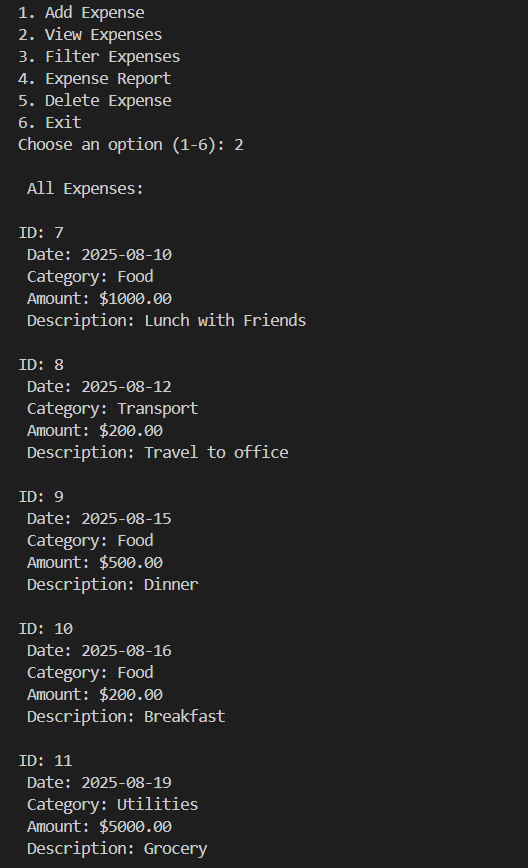 1. Add Expense
2. View Expenses
3. Filter Expenses
4. Expense Report
5. Delete Expense
6. Exit
Choose an option (1-6): 2
All Expenses:
ID: 7
Date: 2025-08-10
Category: Food
Amount: $1000.00
Description: Lunch with Friends
ID: 8
Date: 2025-08-12
Category: Transport
Amount: $200.00
Description: Travel to office
ID: 9
Date: 2025-08-15
Category: Food
Amount: $500.00
Description: Dinner
ID: 10
Date: 2025-08-16
Category: Food
Amount: $200.00
Description: Breakfast
ID: 11
Date: 2025-08-19
Category: Utilities
Amount: $5000.00
Description: Grocery